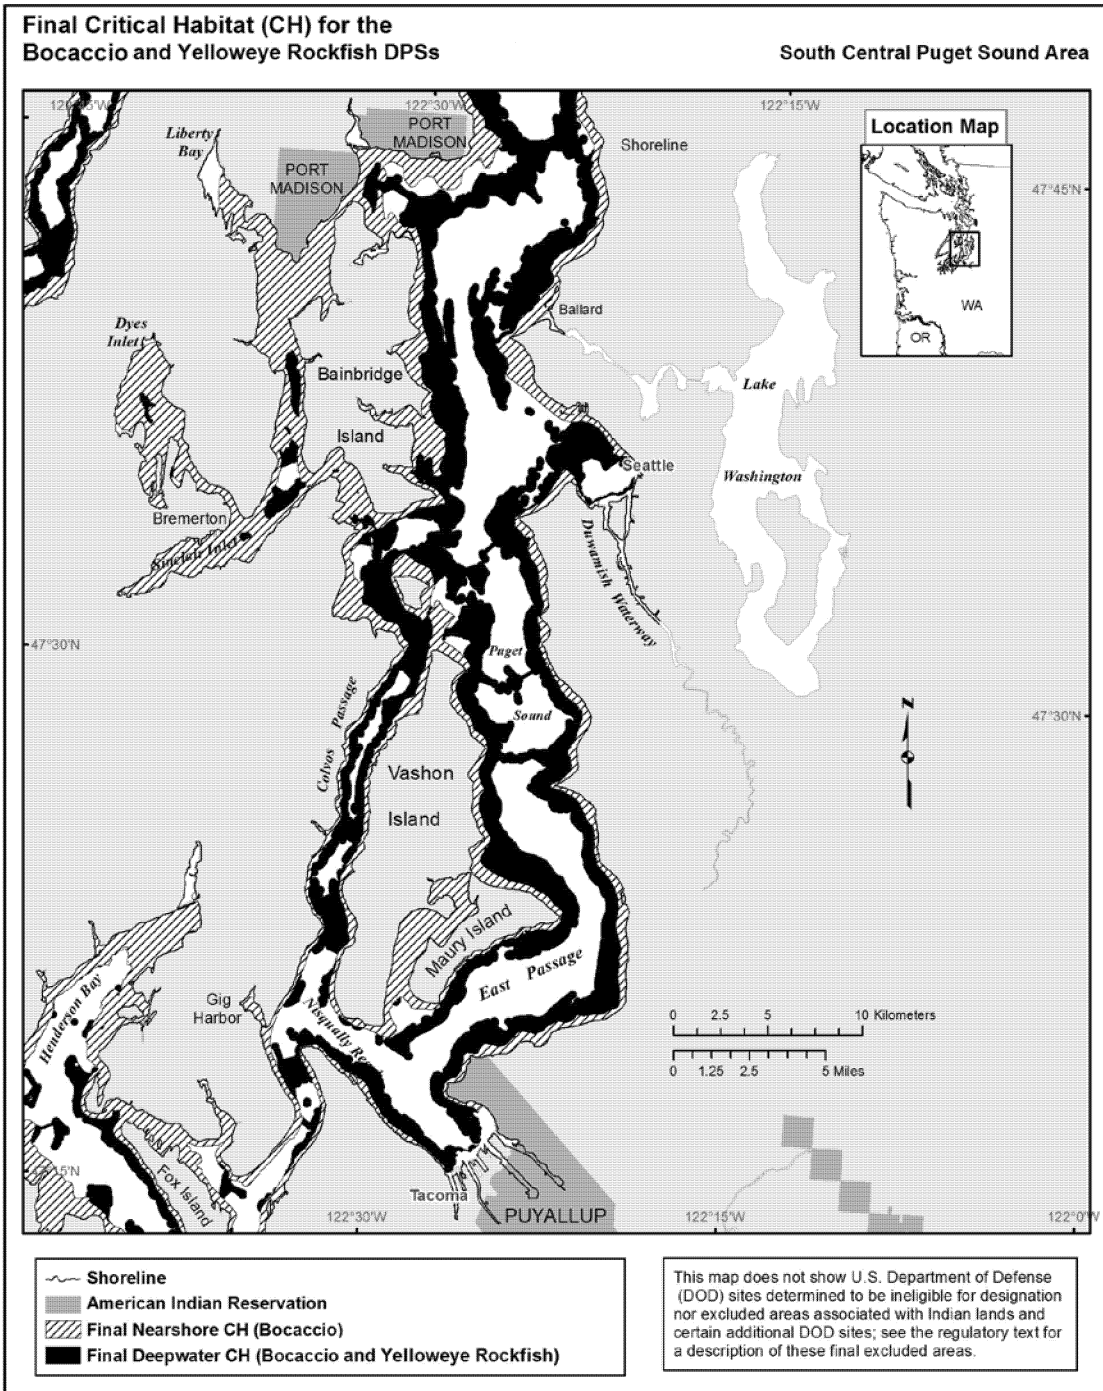 Final Critical Habitat (CH) for the
Bocaccio and Yelloweye Rockfish DPSs
South Central Puget Sound Area
122°30'W
122°15'W
Liberty
Bay
PORT
MADISON
PORT
MADISON
Shoreline
Location Map
47°45'N
WA
OR
Dyes
Inlet
Ballard
Bainbridge
Island
Lake
Washington
Seattle
Bremerton
Sinclair Inlet
Duwamish Waterway
47°30'N
Puget
Sound
N
47°30'N
Colvos Passage
Vashon
Island
Maury Island
East Passage
Gig
Harbor
Henderson Bay
Nisqually Re
0 2.5 5 10 Kilometers
0 1.25 2.5 5 Miles
Fox Island
Tacoma
PUYALLUP
122°30'W
122°15'W
122°0'W
Shoreline
American Indian Reservation
Final Nearshore CH (Bocaccio)
Final Deepwater CH (Bocaccio and Yelloweye Rockfish)
This map does not show U.S. Department of Defense
(DOD) sites determined to be ineligible for designation
nor excluded areas associated with Indian lands and
certain additional DOD sites; see the regulatory text for
a description of these final excluded areas.